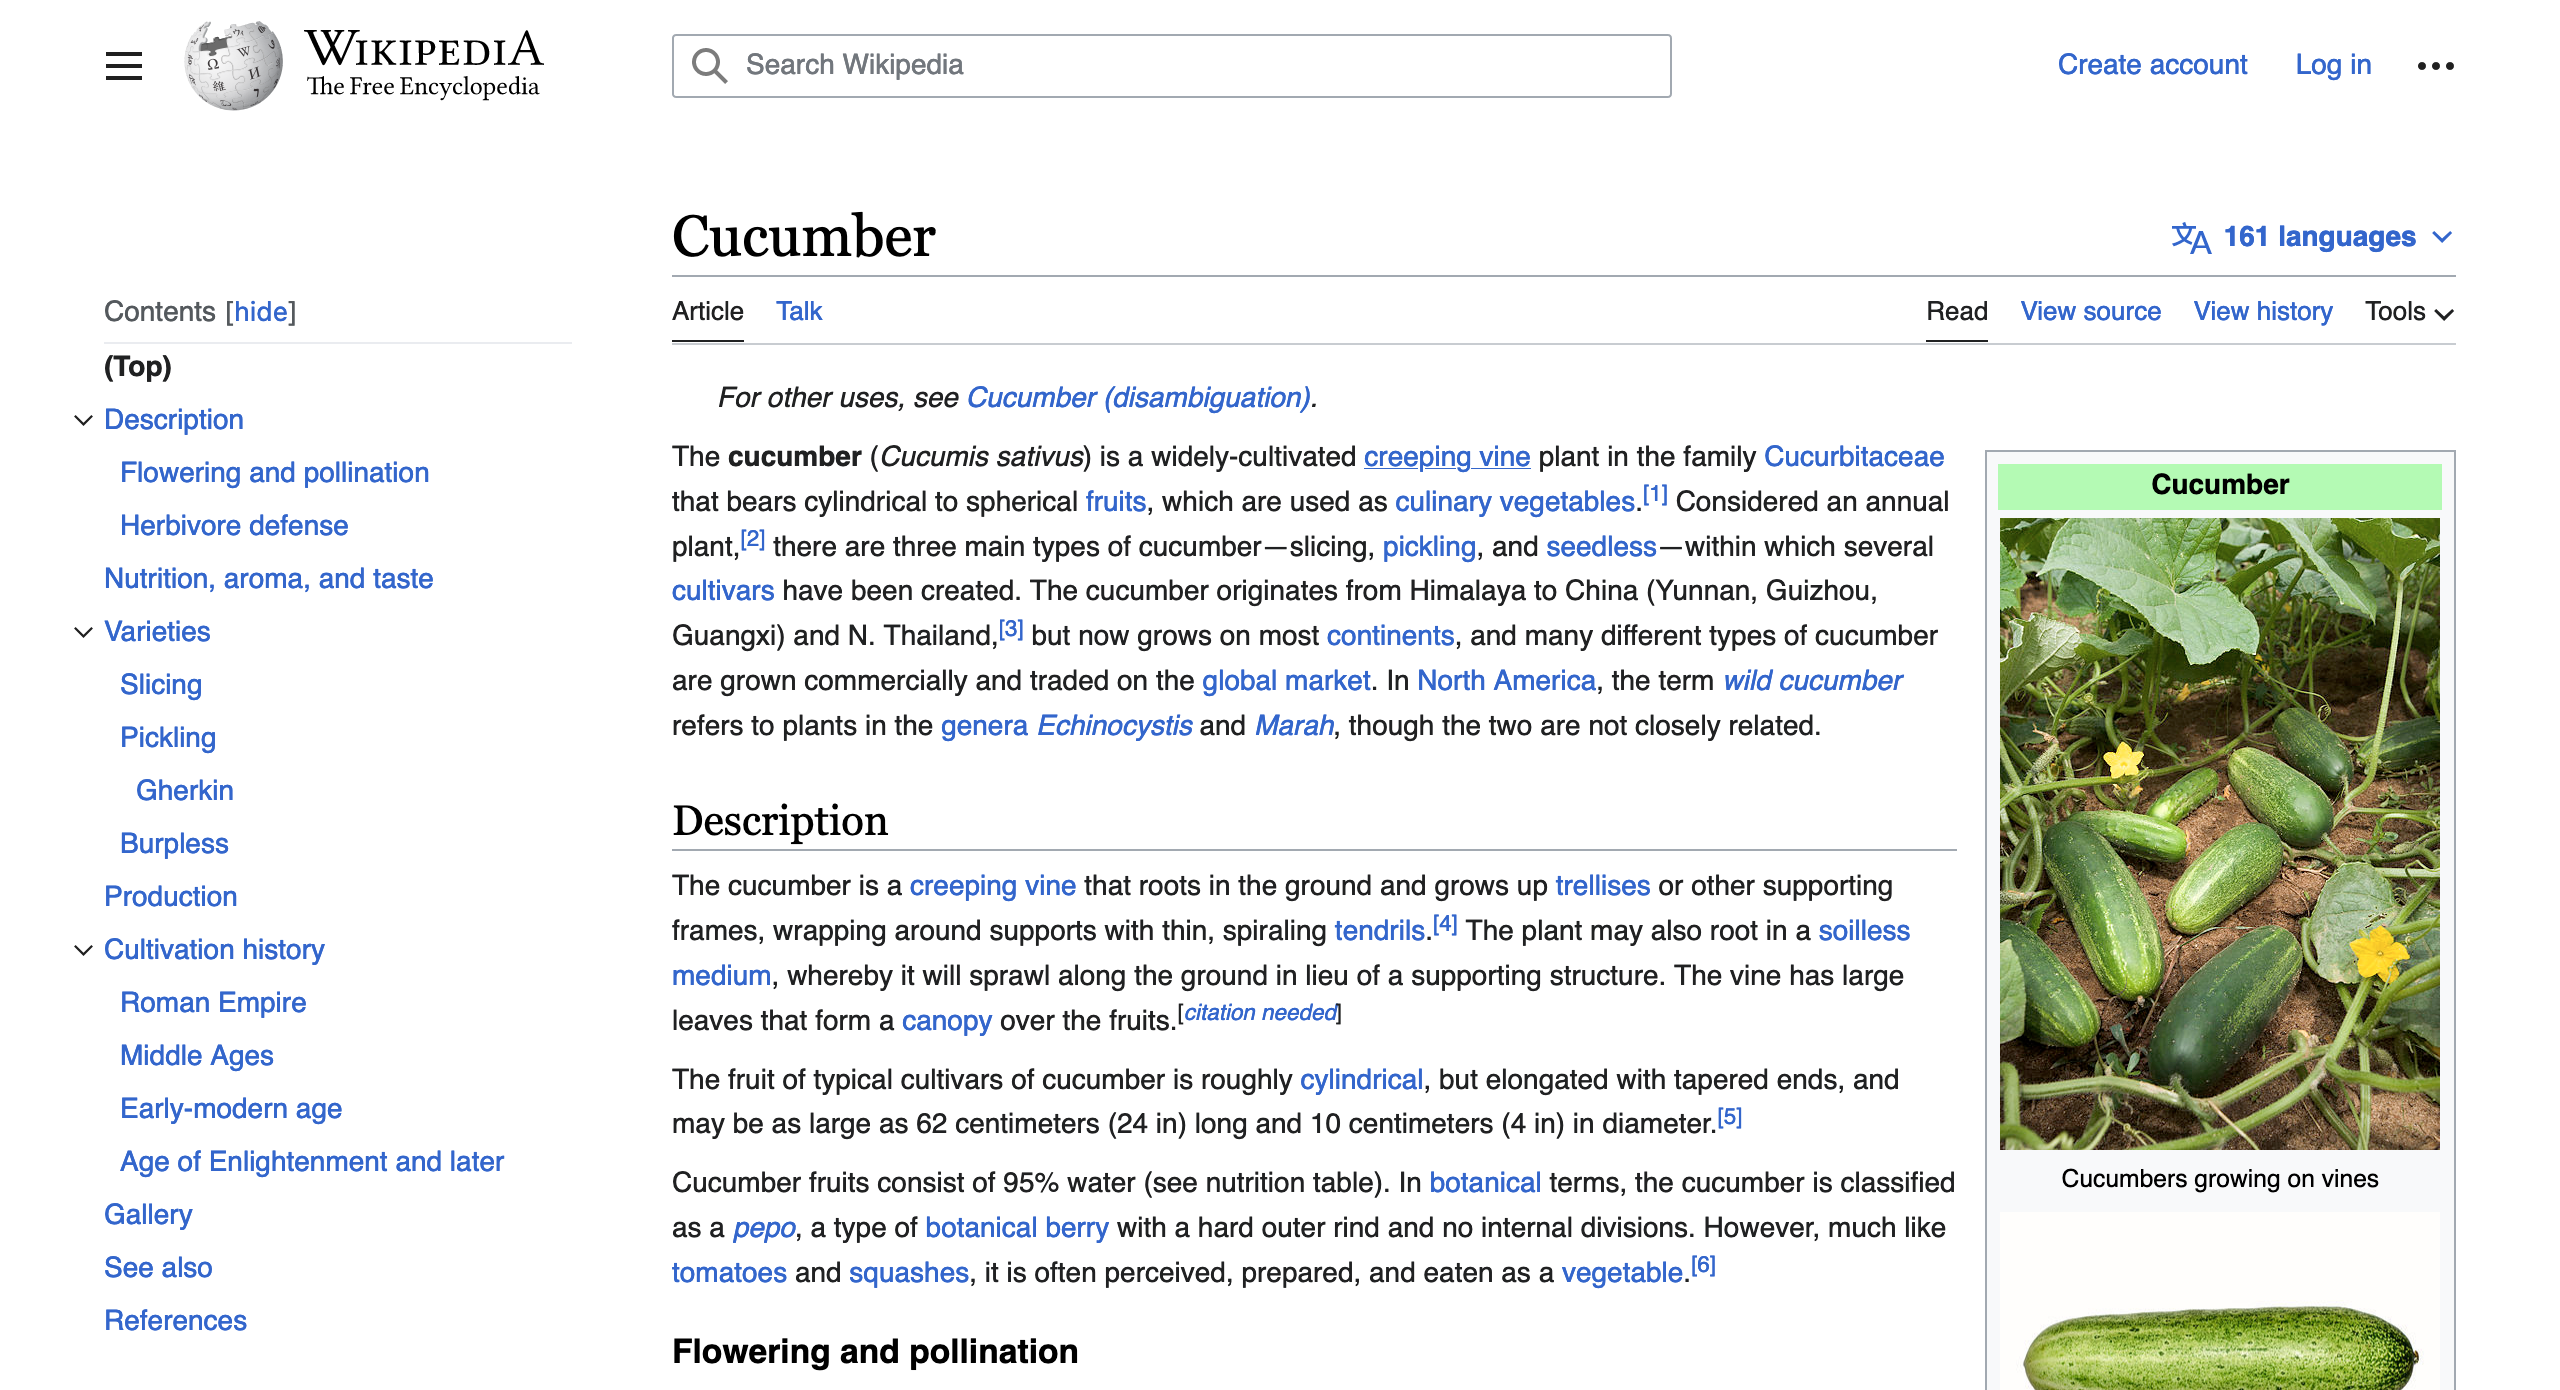 WIKIPEDIA
The Free Encyclopedia
Search Wikipedia
Create account
Log in
Cucumber
161 languages
Contents [hide]
(Top)
Description
Flowering and pollination
Herbivore defense
Nutrition, aroma, and taste
Varieties
Slicing
Pickling
Gherkin
Burpless
Production
Cultivation history
Roman Empire
Middle Ages
Early-modern age
Age of Enlightenment and later
Gallery
See also
References
Article Talk
Read View source View history Tools
For other uses, see Cucumber (disambiguation).
The cucumber (Cucumis sativus) is a widely-cultivated creeping vine plant in the family Cucurbitaceae
that bears cylindrical to spherical fruits, which are used as culinary vegetables.[1] Considered an annual
plant,[2] there are three main types of cucumber—slicing, pickling, and seedless—within which several
cultivars have been created. The cucumber originates from Himalaya to China (Yunnan, Guizhou,
Guangxi) and N. Thailand,[3] but now grows on most continents, and many different types of cucumber
are grown commercially and traded on the global market. In North America, the term wild cucumber
refers to plants in the genera Echinocystis and Marah, though the two are not closely related.
Description
The cucumber is a creeping vine that roots in the ground and grows up trellises or other supporting
frames, wrapping around supports with thin, spiraling tendrils.[4] The plant may also root in a soilless
medium, whereby it will sprawl along the ground in lieu of a supporting structure. The vine has large
leaves that form a canopy over the fruits.[citation needed]
The fruit of typical cultivars of cucumber is roughly cylindrical, but elongated with tapered ends, and
may be as large as 62 centimeters (24 in) long and 10 centimeters (4 in) in diameter.[5]
Cucumber fruits consist of 95% water (see nutrition table). In botanical terms, the cucumber is classified
as a pepo, a type of botanical berry with a hard outer rind and no internal divisions. However, much like
tomatoes and squashes, it is often perceived, prepared, and eaten as a vegetable.[6]
Flowering and pollination
Cucumber
Cucumbers growing on vines